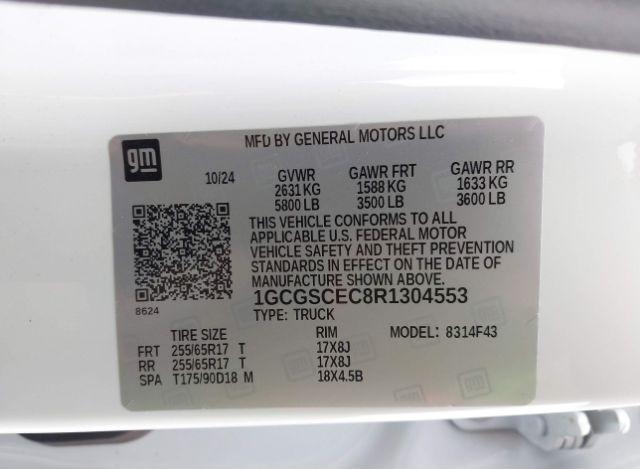 MFD BY GENERAL MOTORS LLC
gm
10/24 GVWR GAWR FRT GAWR RR
2631 KG 1588 KG 1633 KG
5800 LB 3500 LB 3600 LB
THIS VEHICLE CONFORMS TO ALL
APPLICABLE U.S. FEDERAL MOTOR
VEHICLE SAFETY AND THEFT PREVENTION
STANDARDS IN EFFECT ON THE DATE OF
MANUFACTURE SHOWN ABOVE.
8624
1GCGSCEC8R1304553
TYPE: TRUCK
TIRE SIZE RIM MODEL: 8314F43
FRT 255/65R17 T 17X8J
RR 255/65R17 T 17X8J
SPA T175/90D18 M 18X4.5B